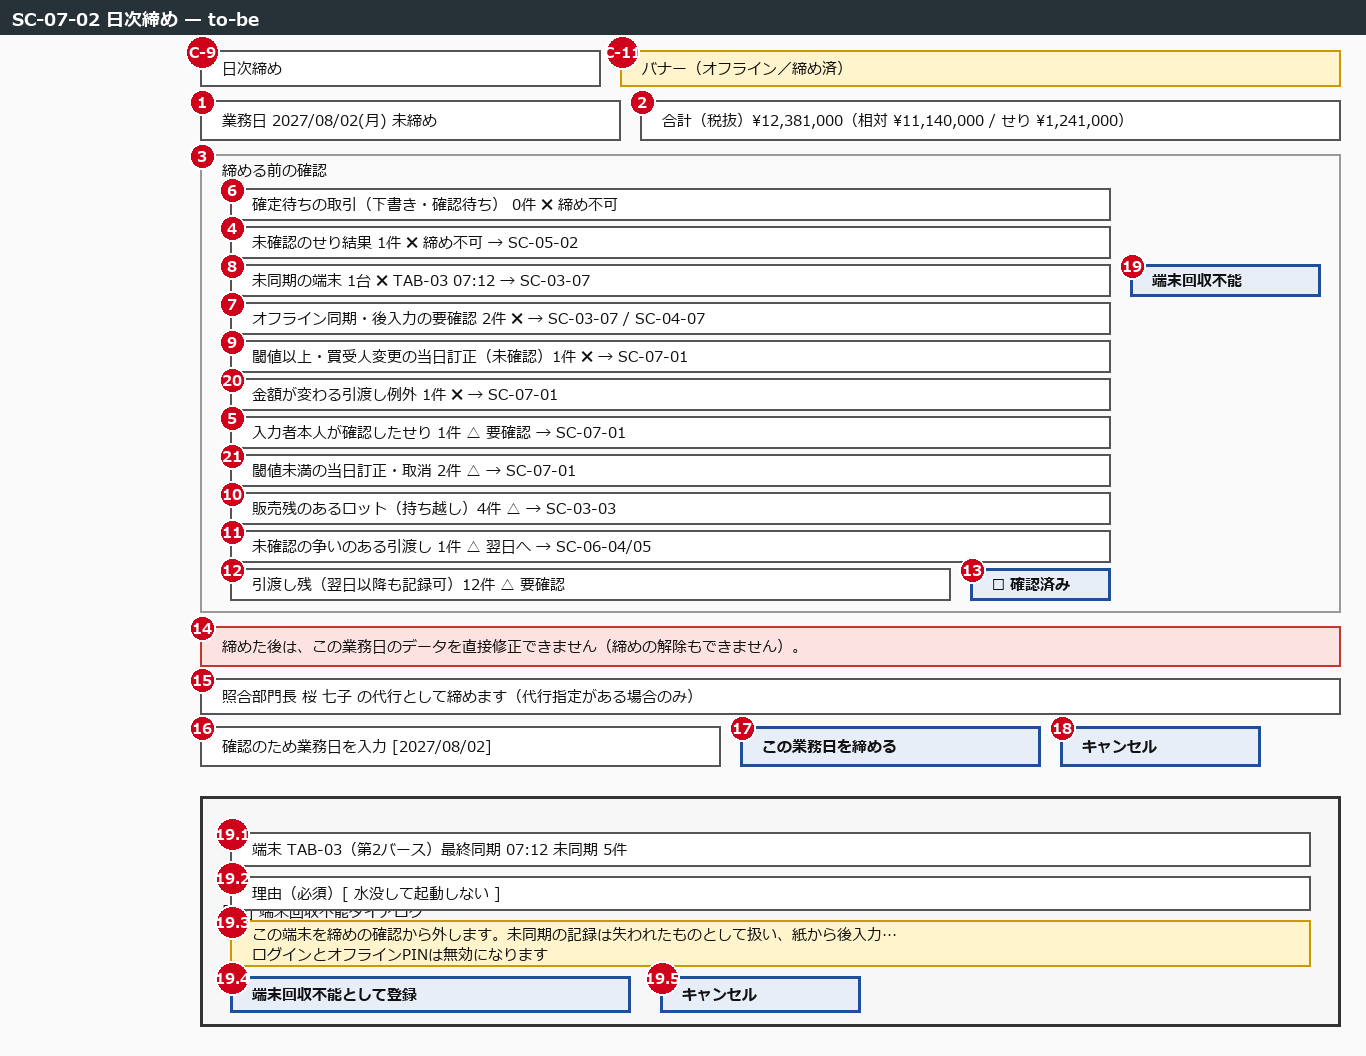 SC-07-02 日次締め — to-be
C-9 日次締め
C-11 バナー（オフライン／締め済）
1 業務日 2027/08/02(月) 未締め
2 合計（税抜）¥12,381,000（相対 ¥11,140,000 / せり ¥1,241,000）
3 締める前の確認
6 確定待ちの取引（下書き・確認待ち） 0件 ✕ 締め不可
4 未確認のせり結果 1件 ✕ 締め不可 → SC-05-02
8 未同期の端末 1台 ✕ TAB-03 07:12 → SC-03-07
19 端末回収不能
7 オフライン同期・後入力の要確認 2件 ✕ → SC-03-07 / SC-04-07
9 閾値以上・買受人変更の当日訂正（未確認）1件 ✕ → SC-07-01
20 金額が変わる引渡し例外 1件 ✕ → SC-07-01
5 入力者本人が確認したせり 1件 △ 要確認 → SC-07-01
21 閾値未満の当日訂正・取消 2件 △ → SC-07-01
10 販売残のあるロット（持ち越し）4件 △ → SC-03-03
11 未確認の争いのある引渡し 1件 △ 翌日へ → SC-06-04/05
12 引渡し残（翌日以降も記録可）12件 △ 要確認
13 □ 確認済み
14 締めた後は、この業務日のデータを直接修正できません（締めの解除もできません）。
15 照合部門長 桜 七子 の代行として締めます（代行指定がある場合のみ）
16 確認のため業務日を入力 [2027/08/02]
17 この業務日を締める
18 キャンセル
19.1 端末 TAB-03（第2バース）最終同期 07:12 未同期 5件
19.2 理由（必須）[ 水没して起動しない ]
端末回収不能ダイアログ
19.3 この端末を締めの確認から外します。未同期の記録は失われたものとして扱い、紙から後入力…
ログインとオフラインPINは無効になります
19.4 端末回収不能として登録
19.5 キャンセル